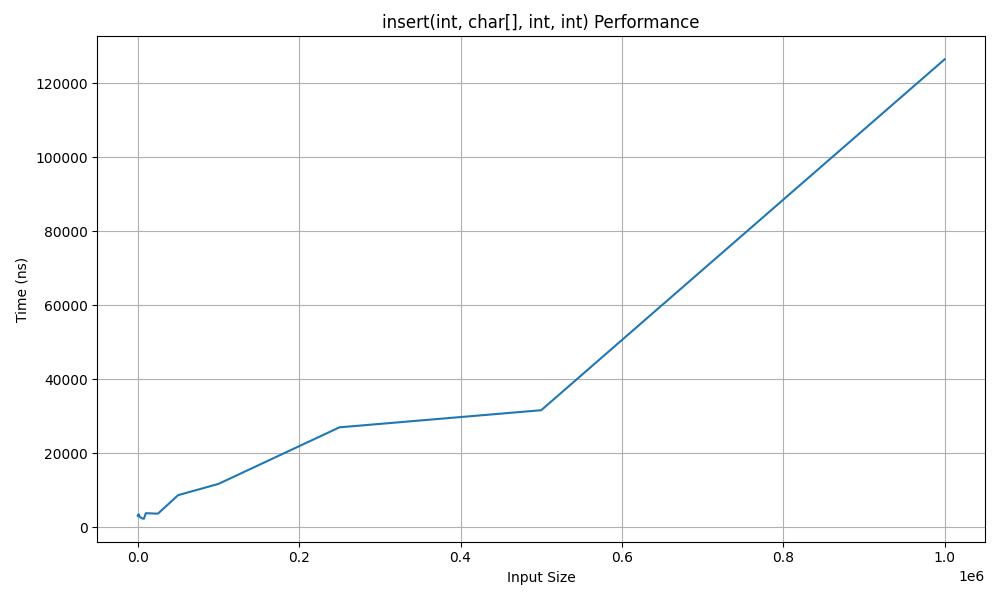 insert(int, char[], int, int) Performance
120000
100000
80000
60000
40000
20000
0
Time (ns)
0.0 0.2 0.4 0.6 0.8 1.0
1e6
Input Size